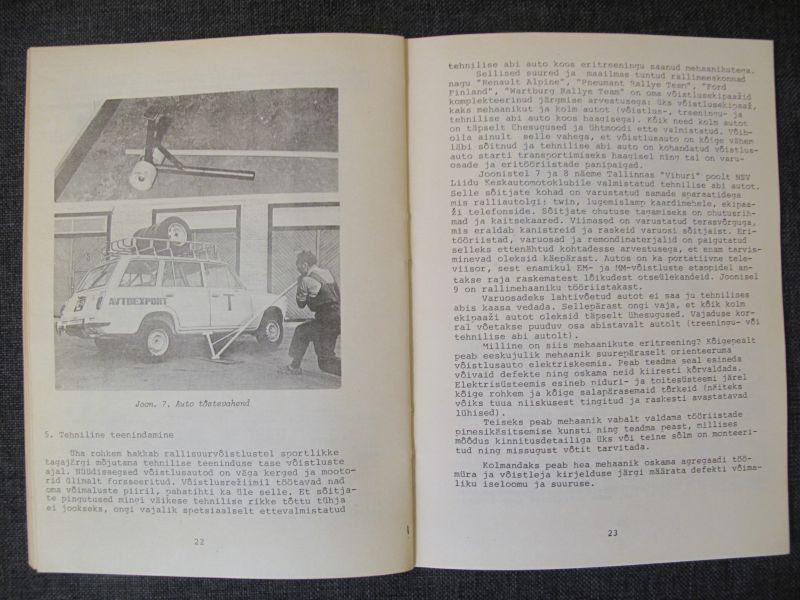 AVTOEXPORT
T
Joon. 7. Auto tõstevahend
5. Tehniline teenindamine
Üha rohkem hakkab rallisuurvõistlustel sportlikke
tagajärgi mõjutama tehnilise teeninduse tase võistluste
ajal. Nüüdisaegsed võistlusautod on väga kerged ja mooto-
rid ülimalt forsseeritud. Võistlusrežiimil töötavad nad
oma võimaluste piiril, pahatihti ka üle selle. Et sõitja-
te pingutused mingi väikese tehnilise rikke tõttu tühja
ei jookseks, ongi vajalik spetsiaalselt ettevalmistatud
22
tehnilise abi auto koos eritreeningu saanud mehaanikutega.
Sellised suured ja maailmas tuntud rallimeeskonnad
nagu "Renault Alpine", "Pneumant Rallye Team", "Ford
Finland", "Wartburg Rallye Team" on oma võistlusekipaažid
komplekteerinud järgmise arvestusega: üks võistlusekipaaž,
kaks mehaanikut ja kolm autot (võistlus-, treeningu- ja
tehnilise abi auto koos haagisega). Kõik need kolm autot
on täpselt ühesugused ja ühtmoodi ette valmistatud. Võib-
olla ainult selle vahega, et võistlusauto on kõige vähem
läbi sõitnud ja tehnilise abi auto on kohandatud võistlus-
auto starti transportimiseks haagisel ning tal on varu-
osade ja eritööriistade panipaigad.
Joonistel 7 ja 8 näeme Tallinnas "Vihuri" poolt NSV
Liidu Keskautomotoklubile valmistatud tehnilise abi autot.
Selle sõitjate kohad on varustatud samade aparaatidega
mis ralliautolgi: twin, lugemislamp kaardimehele, ekipaa-
ži telefonside. Sõitjate ohutuse tagamiseks on ohutusrih-
mad ja kaitsekaared. Viimased on varustatud terasvõrguga,
mis eraldab kanistreid ja raskeid varuosi sõitjaist. Eri-
tööriistad, varuosad ja remondimaterjalid on paigutatud
selleks ettenähtud kohtadesse arvestusega, et enam tarvis-
minevad oleksid käepärast. Autos on ka portatiivne tele-
viisor, sest enamikul EM- ja MM-võistluste etappidel an-
takse raja raskematest lõikudest otseülekandeid. Joonisel
9 on rallimehaaniku tööriistakast.
Varuosadeks lahtivõetud autot ei saa ju tehnilises
abis kaasa vedada. Sellepärast ongi vaja, et kõik kolm
ekipaaži autot oleksid täpselt ühesugused. Vajaduse kor-
ral võetakse puuduv osa abistavalt autolt (treeningu- või
tehnilise abi autolt).
Milline on siis mehaanikute eritreening? Kõigepealt
peab eeskujulik mehaanik suurepäraselt orienteeruma
võistlusauto elektriskeemis. Peab teadma seal esineda
võivaid defekte ning oskama neid kiiresti kõrvaldada.
Elektrisüsteemis esineb niduri- ja toitesüsteemi järel
kõige rohkem ja kõige salapärasemaid tõrkeid (näiteks
võiks tuua niiskusest tingitud ja raskesti avastatavad
lühised).
Teiseks peab mehaanik vabalt valdama tööriistade
pimesikäsitsemise kunsti ning teadma peast, millises
mõõdus kinnitusdetailiga üks või teine sõlm on monteeri-
tud ning missugust võtit tarvitada.
Kolmandaks peab hea mehaanik oskama agregaadi töö-
müra ja võistleja kirjelduse järgi määrata defekti võima-
liku iseloomu ja suuruse.
23